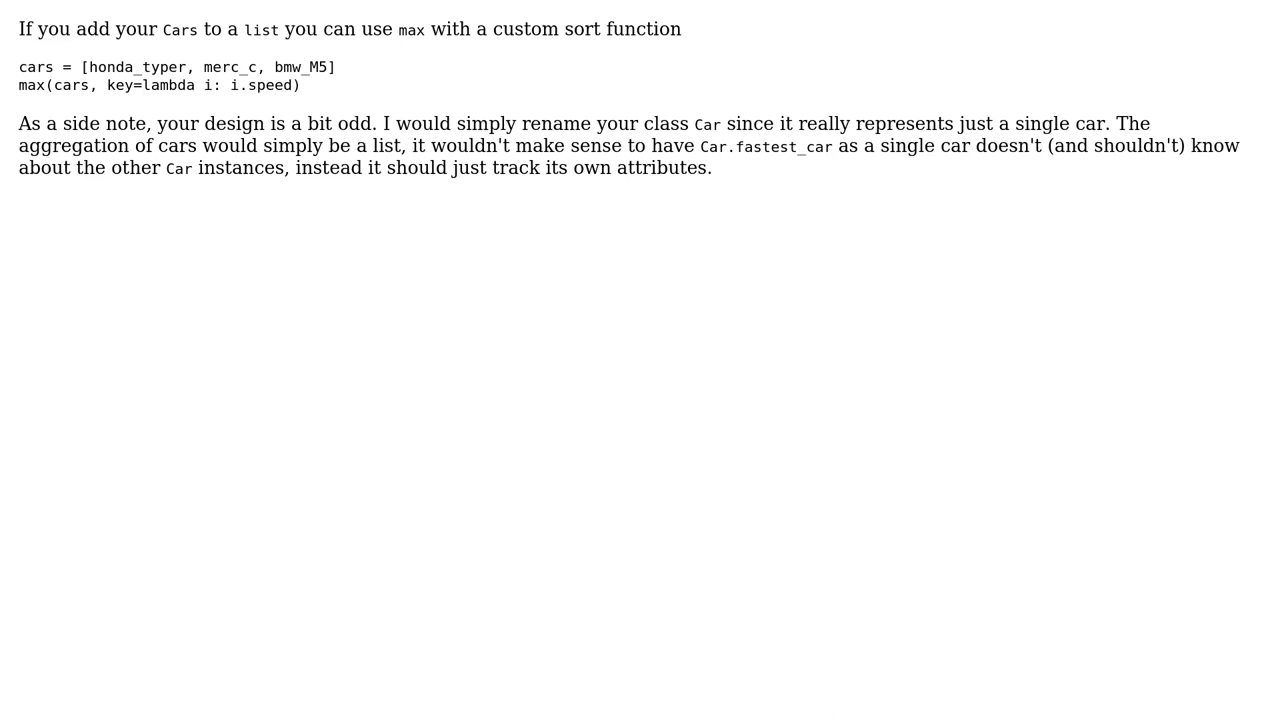 If you add your Cars to a list you can use max with a custom sort function
cars = [honda_typer, merc_c, bmw_M5]
max(cars, key=lambda i: i.speed)
As a side note, your design is a bit odd. I would simply rename your class Car since it really represents just a single car. The
aggregation of cars would simply be a list, it wouldn't make sense to have Car.fastest_car as a single car doesn't (and shouldn't) know
about the other Car instances, instead it should just track its own attributes.